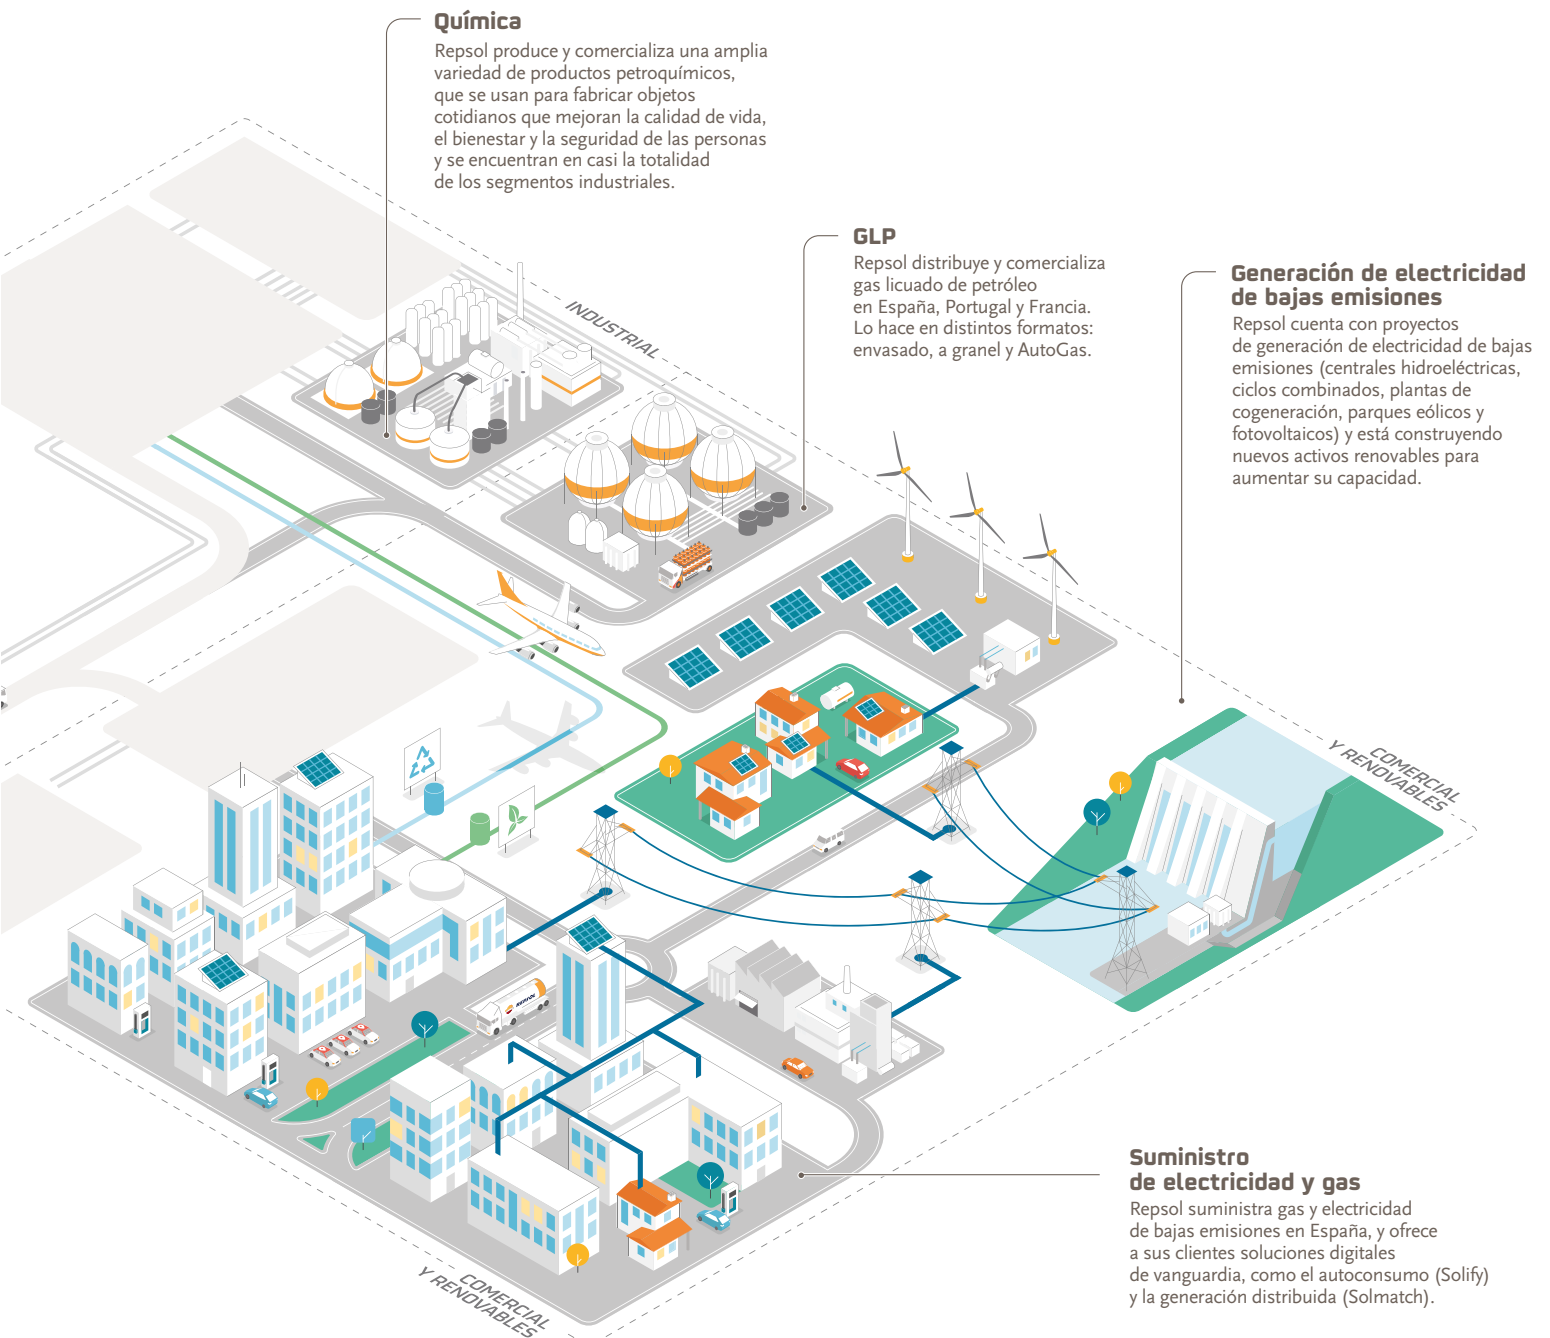 Química
Repsol produce y comercializa una amplia
variedad de productos petroquímicos,
que se usan para fabricar objetos
cotidianos que mejoran la calidad de vida,
el bienestar y la seguridad de las personas
y se encuentran en casi la totalidad
de los segmentos industriales.
GLP
Repsol distribuye y comercializa
gas licuado de petróleo
en España, Portugal y Francia.
Lo hace en distintos formatos:
envasado, a granel y AutoGas.
Generación de electricidad
de bajas emisiones
Repsol cuenta con proyectos
de generación de electricidad de bajas
emisiones (centrales hidroeléctricas,
ciclos combinados, plantas de
cogeneración, parques eólicos y
fotovoltaicos) y está construyendo
nuevos activos renovables para
aumentar su capacidad.
INDUSTRIAL
COMERCIAL
Y RENOVABLES
REPSOL
Suministro
de electricidad y gas
Repsol suministra gas y electricidad
de bajas emisiones en España, y ofrece
a sus clientes soluciones digitales
de vanguardia, como el autoconsumo (Solify)
y la generación distribuida (Solmatch).
COMERCIAL
Y RENOVABLES